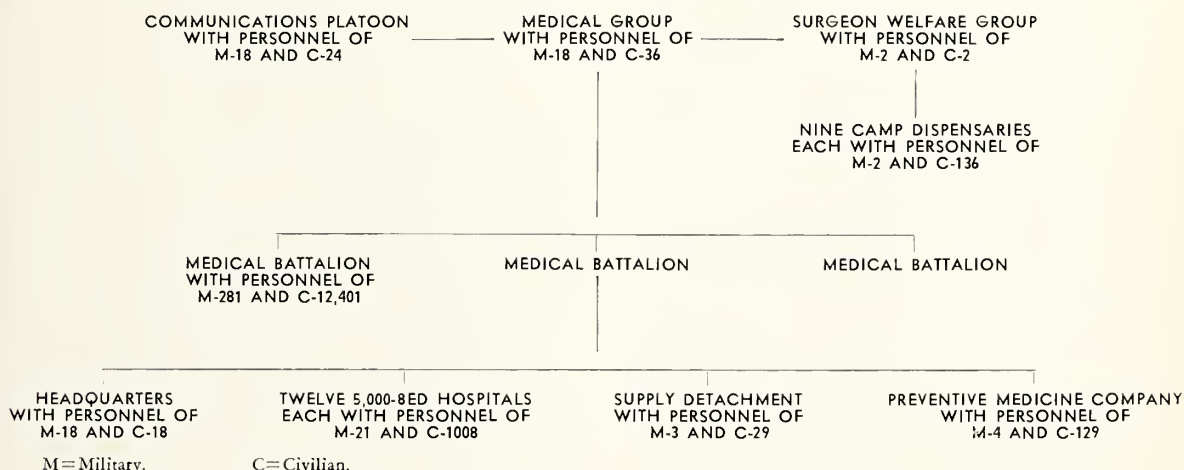 COMMUNICATIONS PLATOON
WITH PERSONNEL OF
M-18 AND C-24
MEDICAL GROUP
WITH PERSONNEL OF
M-18 AND C-36
SURGEON WELFARE GROUP
WITH PERSONNEL OF
M-2 AND C-2
NINE CAMP DISPENSARIES
EACH WITH PERSONNEL OF
M-2 AND C-136
MEDICAL BATTALION
WITH PERSONNEL OF
M-281 AND C-12,401
MEDICAL BATTALION
MEDICAL BATTALION
HEADQUARTERS
WITH PERSONNEL OF
M-18 AND C-18
TWELVE 5,000-BED HOSPITALS
EACH WITH PERSONNEL OF
M-21 AND C-1008
SUPPLY DETACHMENT
WITH PERSONNEL OF
M-3 AND C-29
PREVENTIVE MEDICINE COMPANY
WITH PERSONNEL OF
M-4 AND C-129
M=Military. C=Civilian.